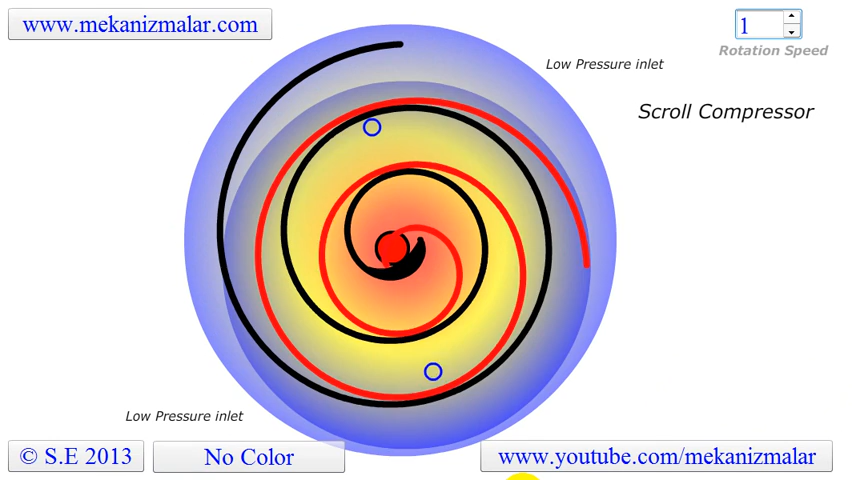 www.mekanizmalar.com
1
Rotation Speed
Low Pressure inlet
Scroll Compressor
Low Pressure inlet
© S.E 2013
No Color
www.youtube.com/mekanizmalar